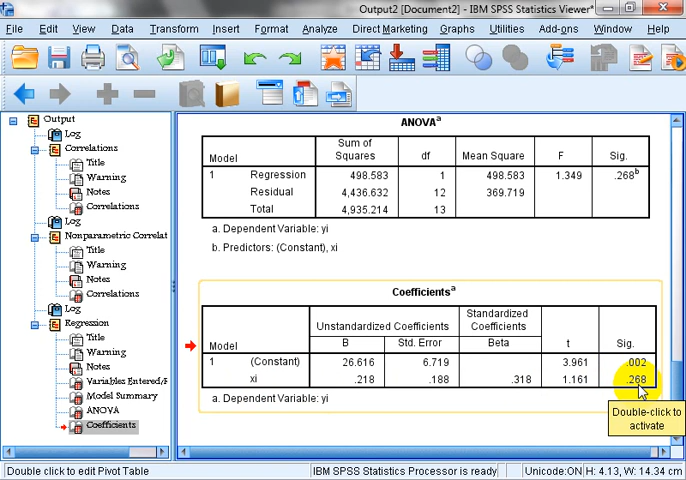 Output2 [Document2] - IBM SPSS Statistics Viewer*
File Edit View Data Transform Insert Format Analyze Direct Marketing Graphs Utilities Add-ons Window Help
Output
Log
Correlations
Title
Warning
Notes
Correlations
Log
Nonparametric Correlat
Title
Warning
Notes
Correlations
Log
Regression
Title
Warning
Notes
Variables Entered/R
Model Summary
ANOVA
Coefficients
ANOVAa
Model Sum of Squares df Mean Square F Sig.
1 Regression 498.583 1 498.583 1.349 .268b
Residual 4,436.632 12 369.719
Total 4,935.214 13
a. Dependent Variable: yi
b. Predictors: (Constant), xi
Coefficientsa
Model Unstandardized Coefficients Standardized Coefficients t Sig.
B Std. Error Beta
1 (Constant) 26.616 6.719 3.961 .002
xi .218 .188 .318 1.161 .268
a. Dependent Variable: yi
Double-click to
activate
Double click to edit Pivot Table IBM SPSS Statistics Processor is ready Unicode:ON H: 4.13, W: 14.34 cm